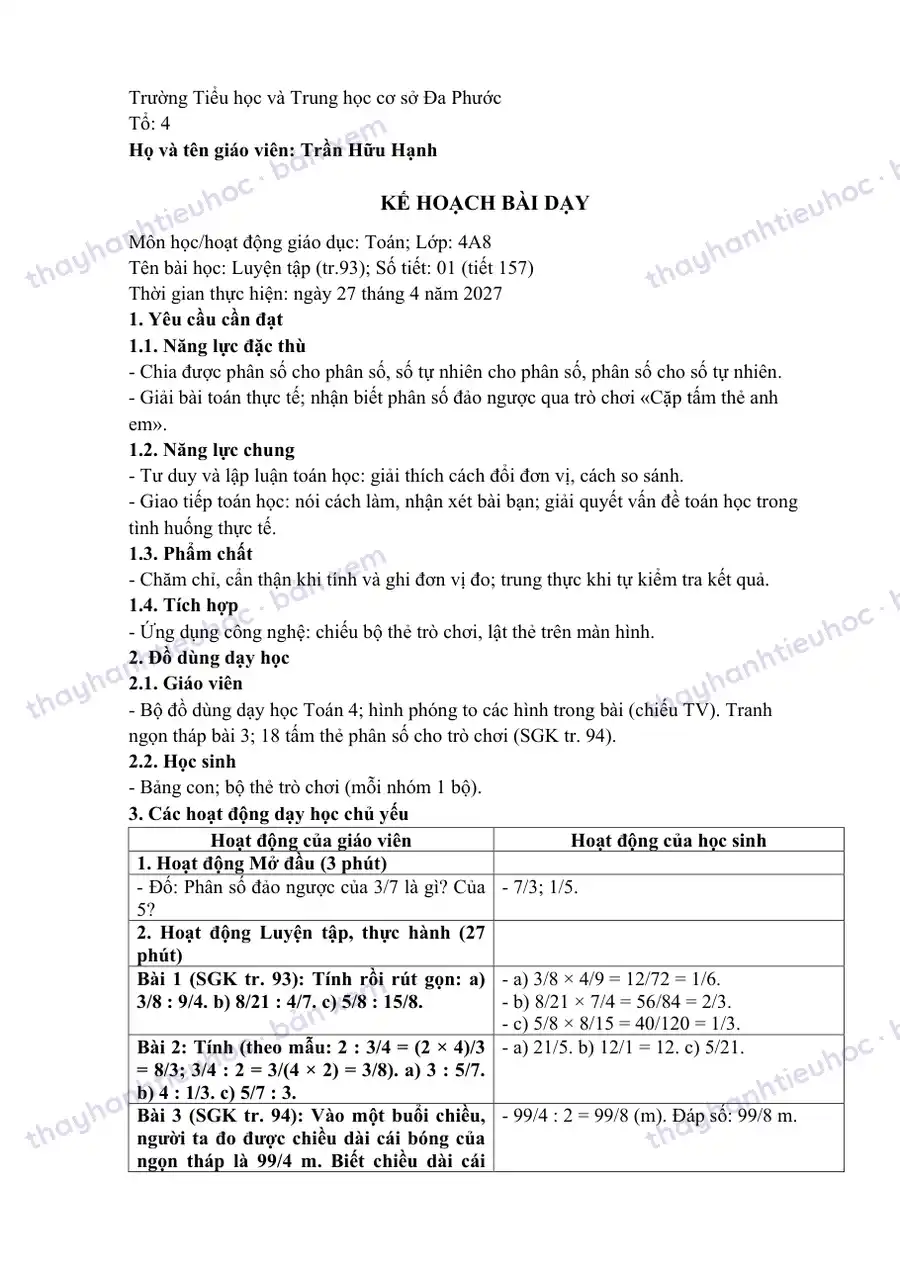 Trường Tiểu học và Trung học cơ sở Đa Phước
Tổ: 4
Họ và tên giáo viên: Trần Hữu Hạnh
KẾ HOẠCH BÀI DẠY
Môn học/hoạt động giáo dục: Toán; Lớp: 4A8
Tên bài học: Luyện tập (tr.93); Số tiết: 01 (tiết 157)
Thời gian thực hiện: ngày 27 tháng 4 năm 2027
1. Yêu cầu cần đạt
1.1. Năng lực đặc thù
- Chia được phân số cho phân số, số tự nhiên cho phân số, phân số cho số tự nhiên.
- Giải bài toán thực tế; nhận biết phân số đảo ngược qua trò chơi «Cặp tấm thẻ anh
em».
1.2. Năng lực chung
- Tư duy và lập luận toán học: giải thích cách đổi đơn vị, cách so sánh.
- Giao tiếp toán học: nói cách làm, nhận xét bài bạn; giải quyết vấn đề toán học trong
tình huống thực tế.
1.3. Phẩm chất
- Chăm chỉ, cẩn thận khi tính và ghi đơn vị đo; trung thực khi tự kiểm tra kết quả.
1.4. Tích hợp
- Ứng dụng công nghệ: chiếu bộ thẻ trò chơi, lật thẻ trên màn hình.
2. Đồ dùng dạy học
2.1. Giáo viên
- Bộ đồ dùng dạy học Toán 4; hình phóng to các hình trong bài (chiếu TV). Tranh
ngọn tháp bài 3; 18 tấm thẻ phân số cho trò chơi (SGK tr. 94).
2.2. Học sinh
- Bảng con; bộ thẻ trò chơi (mỗi nhóm 1 bộ).
3. Các hoạt động dạy học chủ yếu
Hoạt động của giáo viên
Hoạt động của học sinh
1. Hoạt động Mở đầu (3 phút)
- Đố: Phân số đảo ngược của 3/7 là gì? Của
5?
- 7/3; 1/5.
2. Hoạt động Luyện tập, thực hành (27
phút)
Bài 1 (SGK tr. 93): Tính rồi rút gọn: a)
3/8 : 9/4. b) 8/21 : 4/7. c) 5/8 : 15/8.
- a) 3/8 × 4/9 = 12/72 = 1/6.
- b) 8/21 × 7/4 = 56/84 = 2/3.
- c) 5/8 × 8/15 = 40/120 = 1/3.
Bài 2: Tính (theo mẫu: 2 : 3/4 = (2 × 4)/3
= 8/3; 3/4 : 2 = 3/(4 × 2) = 3/8). a) 3 : 5/7.
b) 4 : 1/3. c) 5/7 : 3.
- a) 21/5. b) 12/1 = 12. c) 5/21.
Bài 3 (SGK tr. 94): Vào một buổi chiều,
người ta đo được chiều dài cái bóng của
ngọn tháp là 99/4 m. Biết chiều dài cái
- 99/4 : 2 = 99/8 (m). Đáp số: 99/8 m.
thayhanhtieuhoc · bản xem
thayhanhtieuhoc · b
thayhanhtieuhoc · bản xem
thayhanhtieuhoc · b
thayhanhtieuhoc · bản xem
thayhanhtieuhoc · b